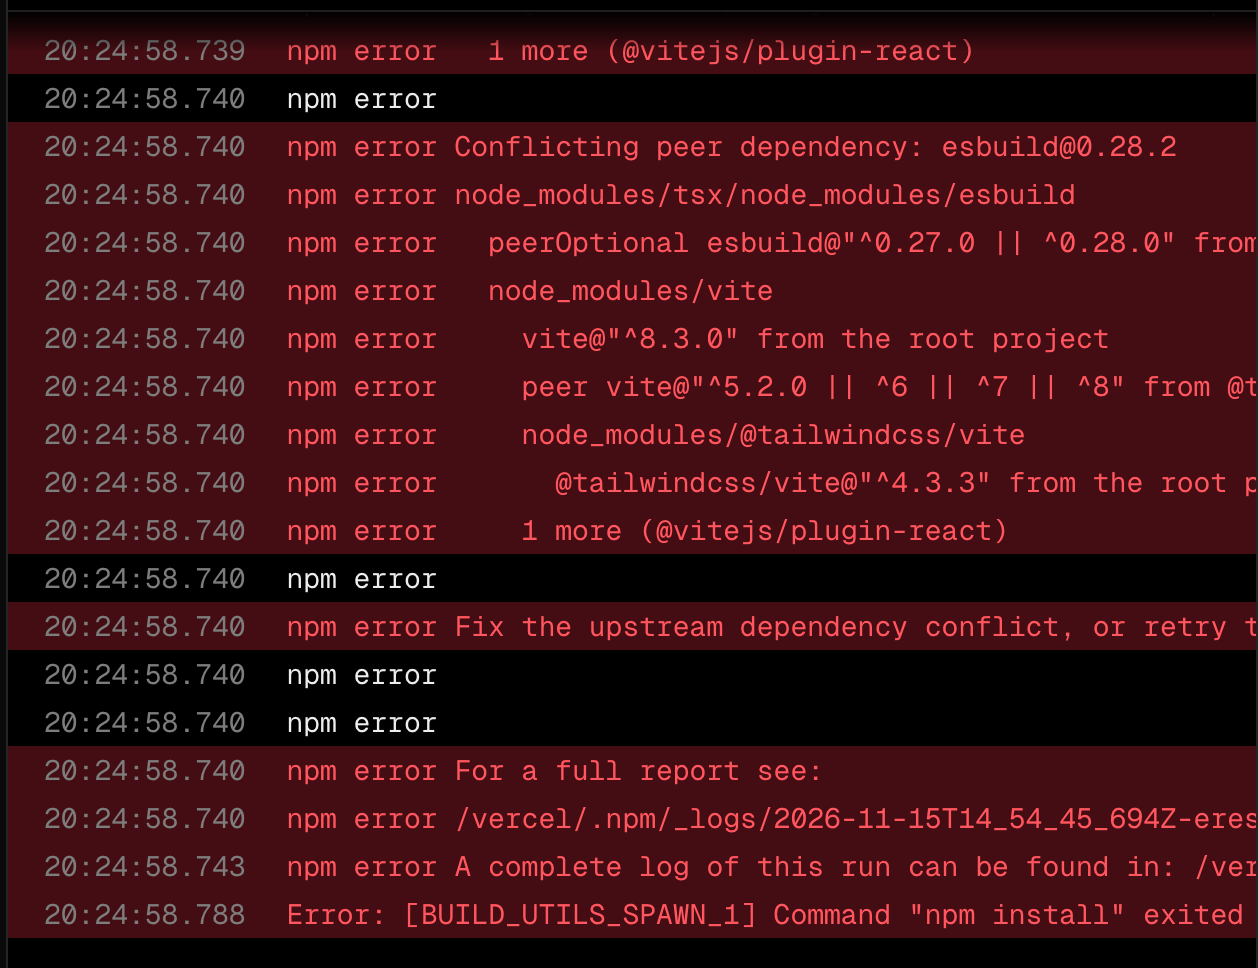 20:24:58.739 npm error   1 more (@vitejs/plugin-react)
20:24:58.740 npm error
20:24:58.740 npm error Conflicting peer dependency: esbuild@0.28.2
20:24:58.740 npm error node_modules/tsx/node_modules/esbuild
20:24:58.740 npm error   peerOptional esbuild@"^0.27.0 || ^0.28.0" from
20:24:58.740 npm error   node_modules/vite
20:24:58.740 npm error     vite@"^8.3.0" from the root project
20:24:58.740 npm error     peer vite@"^5.2.0 || ^6 || ^7 || ^8" from @t
20:24:58.740 npm error     node_modules/@tailwindcss/vite
20:24:58.740 npm error       @tailwindcss/vite@"^4.3.3" from the root p
20:24:58.740 npm error     1 more (@vitejs/plugin-react)
20:24:58.740 npm error
20:24:58.740 npm error Fix the upstream dependency conflict, or retry t
20:24:58.740 npm error
20:24:58.740 npm error
20:24:58.740 npm error For a full report see:
20:24:58.740 npm error /vercel/.npm/_logs/2026-11-15T14_54_45_694Z-eres
20:24:58.743 npm error A complete log of this run can be found in: /ver
20:24:58.788 Error: [BUILD_UTILS_SPAWN_1] Command "npm install" exited